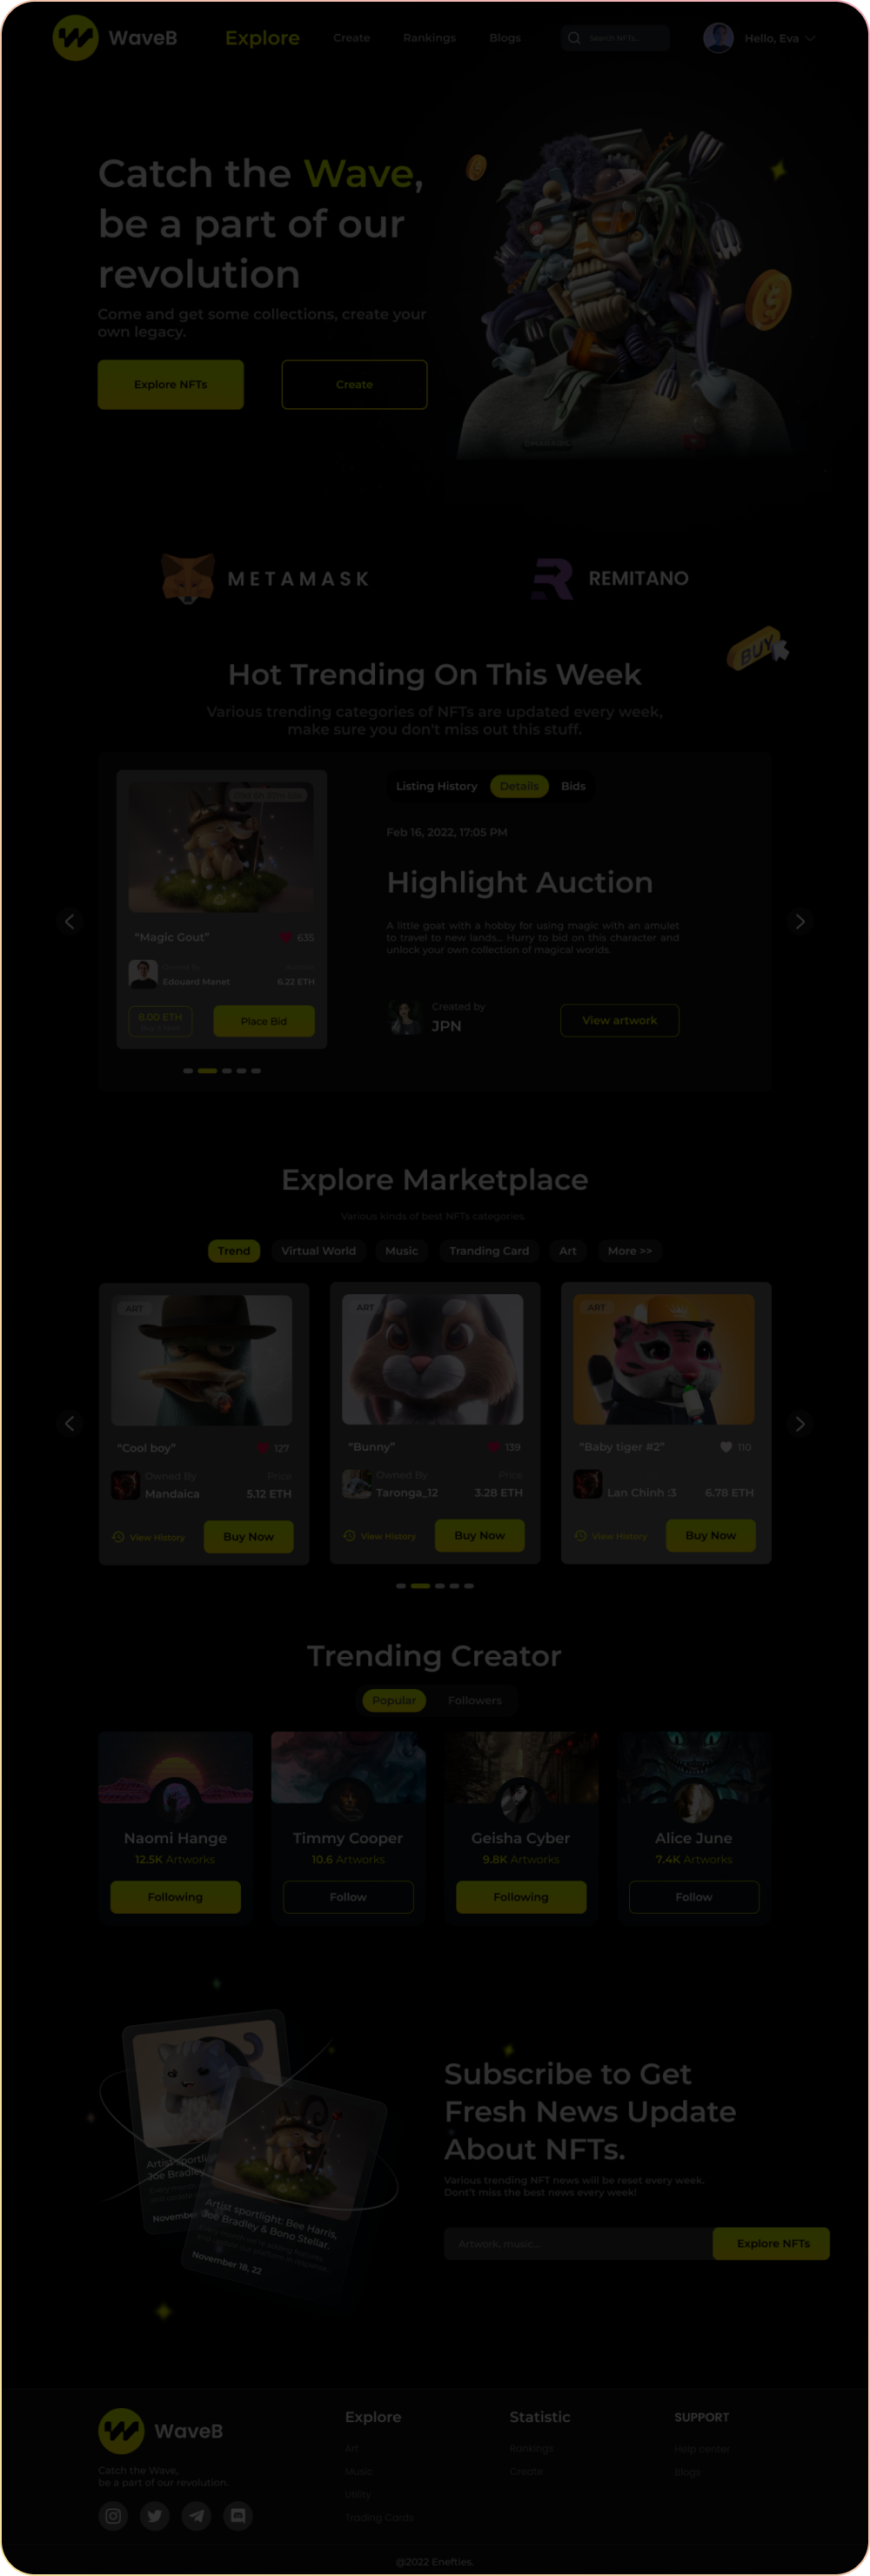 WaveB
Explore
Create
Rankings
Blogs
Search NFTs...
Hello, Eva
Catch the Wave,
be a part of our
revolution
Come and get some collections, create your
own legacy.
Explore NFTs
Create
METAMASK
REMITANO
BUY
Hot Trending On This Week
Various trending categories of NFTs are updated every week,
make sure you don't miss out this stuff.
Listing History
Details
Bids
Feb 16, 2022, 17:05 PM
Highlight Auction
A little goat with a hobby for using magic with an amulet
to travel to new lands... Hurry to bid on this character and
unlock your own collection of magical worlds.
Created by
JPN
View artwork
“Magic Gout”
635
Edouard Manet
6.22 ETH
8.00 ETH
Place Bid
Explore Marketplace
Various kinds of best NFTs categories.
Trend
Virtual World
Music
Tranding Card
Art
More >>
ART
“Cool boy”
127
Owned By
Price
Mandaica
5.12 ETH
View History
Buy Now
ART
“Bunny”
139
Owned By
Price
Taronga_12
3.28 ETH
View History
Buy Now
ART
“Baby tiger #2”
110
Lan Chinh :3
6.78 ETH
View History
Buy Now
Trending Creator
Popular
Followers
Naomi Hange
12.5K Artworks
Following
Timmy Cooper
10.6 Artworks
Follow
Geisha Cyber
9.8K Artworks
Following
Alice June
7.4K Artworks
Follow
Artist spotli
Joe Bradley
Novembe
Artist spotlight: Bee Harris,
Joe Bradley & Bono Stellar.
November 18, 22
Subscribe to Get
Fresh News Update
About NFTs.
Various trending NFT news will be reset every week.
Dont't miss the best news every week!
Artwork, music...
Explore NFTs
WaveB
Catch the Wave,
be a part of our revolution.
Explore
Art
Music
Utility
Trading Cards
Statistic
Rankings
Create
SUPPORT
Help center
Blogs
@2022 Enefties.